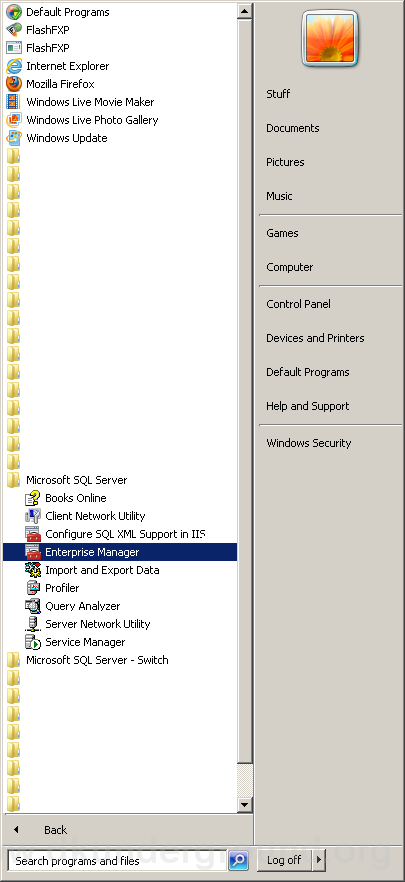 Default Programs
FlashFXP
FlashFXP
Internet Explorer
Mozilla Firefox
Windows Live Movie Maker
Windows Live Photo Gallery
Windows Update
Microsoft SQL Server
Books Online
Client Network Utility
Configure SQL XML Support in IIS
Enterprise Manager
Import and Export Data
Profiler
Query Analyzer
Server Network Utility
Service Manager
Microsoft SQL Server - Switch
Back
Search programs and files
Stuff
Documents
Pictures
Music
Games
Computer
Control Panel
Devices and Printers
Default Programs
Help and Support
Windows Security
Log off